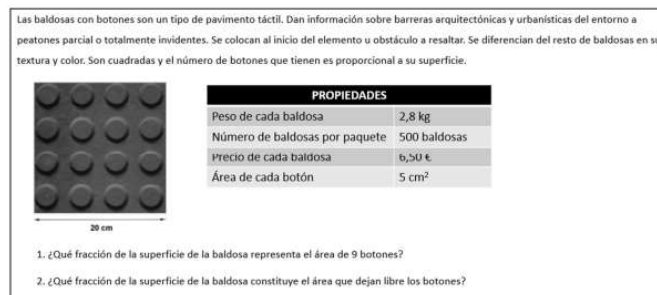 Las baldosas con botones son un tipo de pavimento táctil. Dan información sobre barreras arquitectónicas y urbanísticas del entorno a
peatones parcial o totalmente invidentes. Se colocan al inicio del elemento u obstáculo a resaltar. Se diferencian del resto de baldosas en su
textura y color. Son cuadradas y el número de botones que tienen es proporcional a su superficie.
PROPIEDADES
Peso de cada baldosa 2,8 kg
Número de baldosas por paquete 500 baldosas
Precio de cada baldosa 6,50 €
Área de cada botón 5 cm²
20 cm
1. ¿Qué fracción de la superficie de la baldosa representa el área de 9 botones?
2. ¿Qué fracción de la superficie de la baldosa constituye el área que dejan libre los botones?